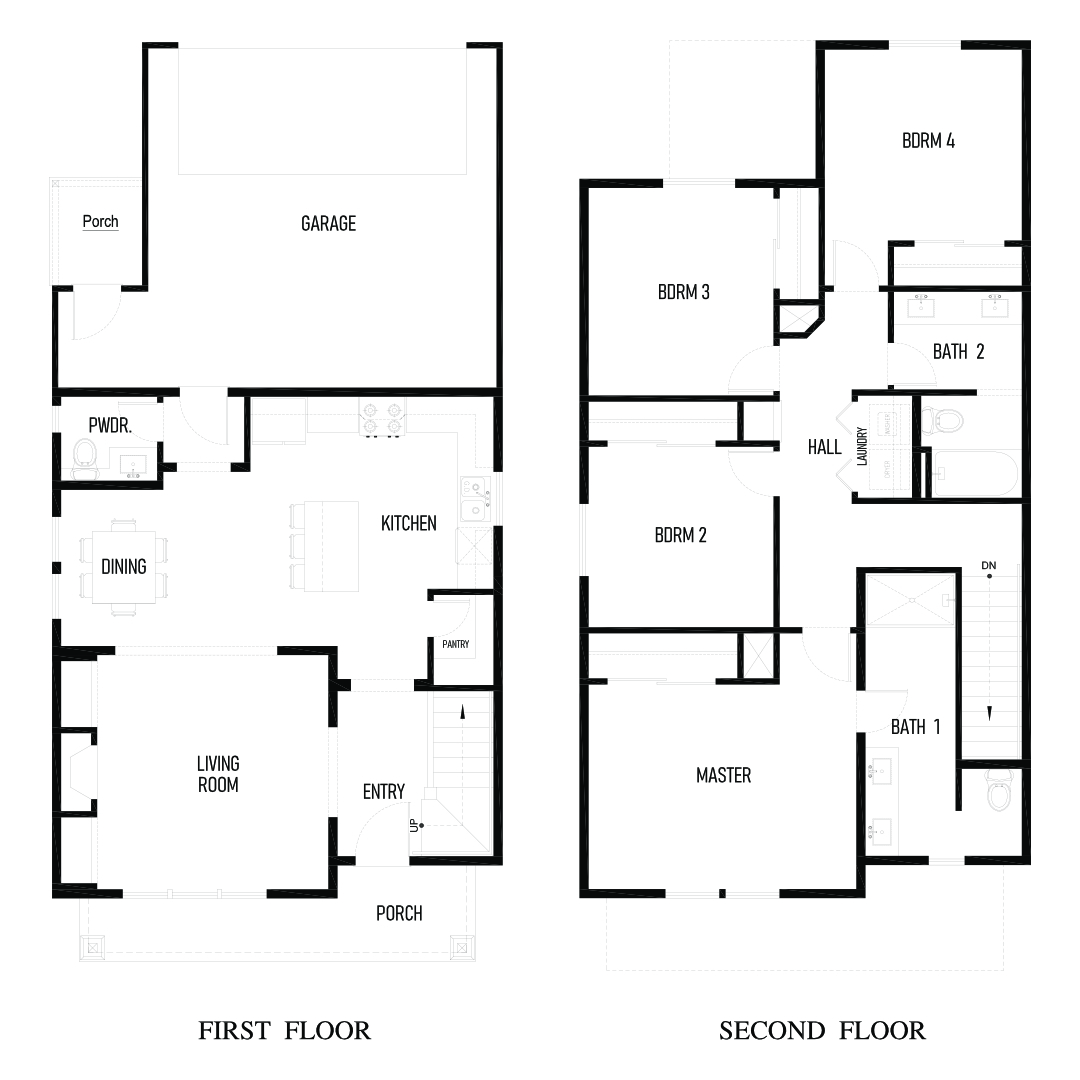 Porch
GARAGE
PWDR.
KITCHEN
DINING
PANTRY
LIVING
ROOM
ENTRY
UP
PORCH
FIRST FLOOR
BDRM 4
BDRM 3
BATH 2
HALL
LAUNDRY
WASHER
DRYER
BDRM 2
DN
BATH 1
MASTER
SECOND FLOOR